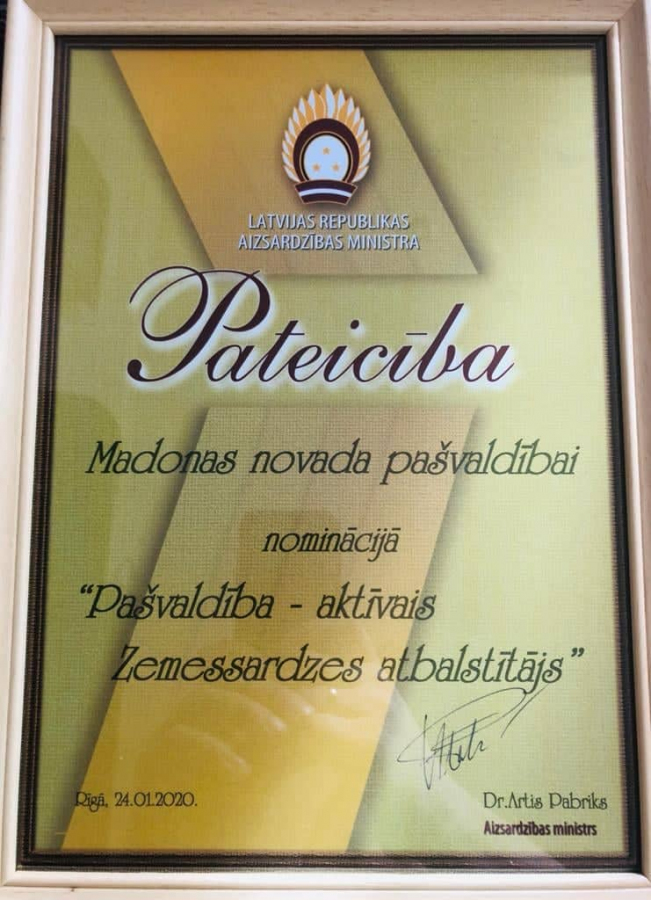 LATVIJAS REPUBLIKAS
AIZSARDZĪBAS MINISTRA
Pateicība
Madonas novada pašvaldībai
nominācijā
“Pašvaldība - aktīvais
Zemessardzes atbalstītājs”
Rīgā, 24.01.2020.
Dr.Artis Pabriks
Aizsardzības ministrs